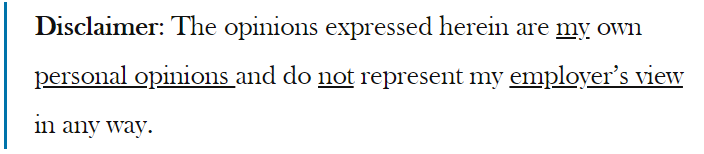 Disclaimer: The opinions expressed herein are my own
personal opinions and do not represent my employer’s view
in any way.